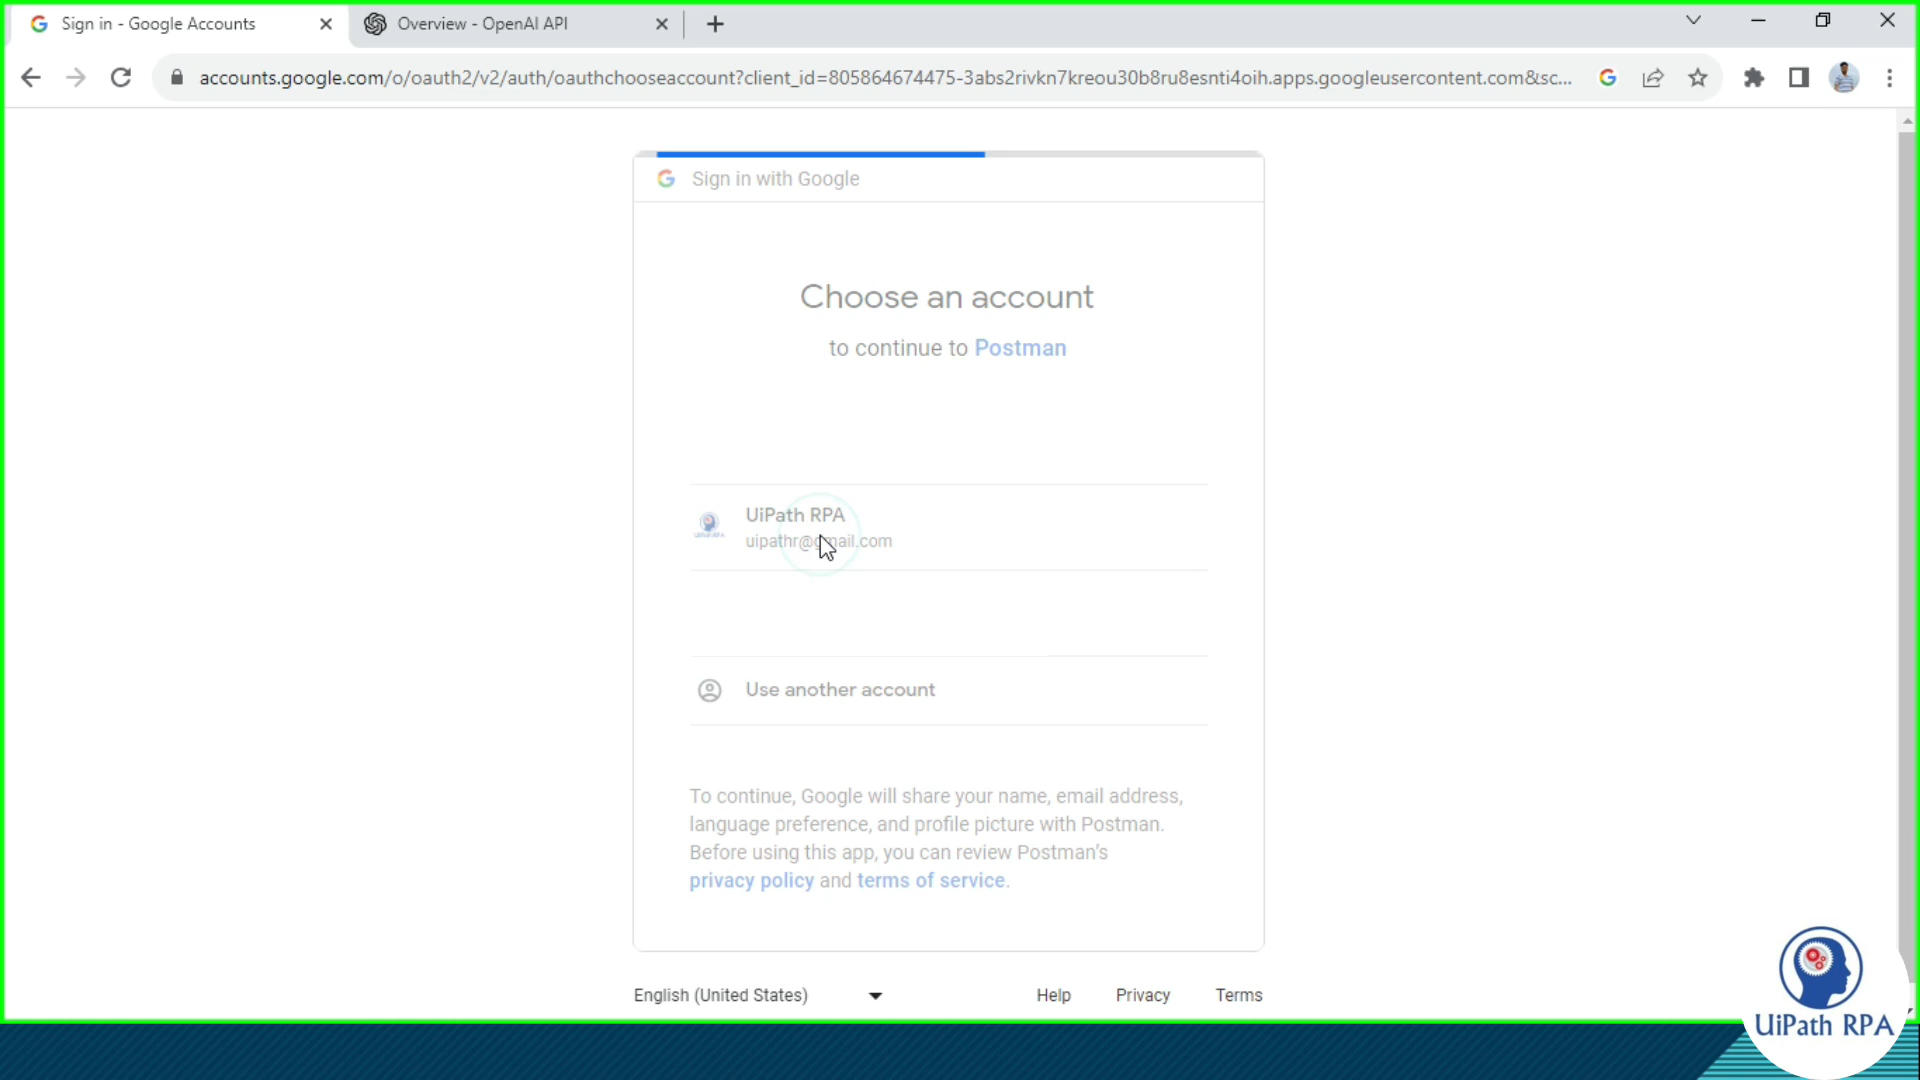 Sign in - Google Accounts
Overview - OpenAI API
accounts.google.com/o/oauth2/v2/auth/oauthchooseaccount?client_id=805864674475-3abs2rivkn7kreou30b8ru8esnti4oih.apps.googleusercontent.com&sc...
Sign in with Google
Choose an account
to continue to Postman
UiPath RPA
uipathr@gmail.com
Use another account
To continue, Google will share your name, email address,
language preference, and profile picture with Postman.
Before using this app, you can review Postman's
privacy policy and terms of service.
English (United States)
Help
Privacy
Terms
UiPath RPA